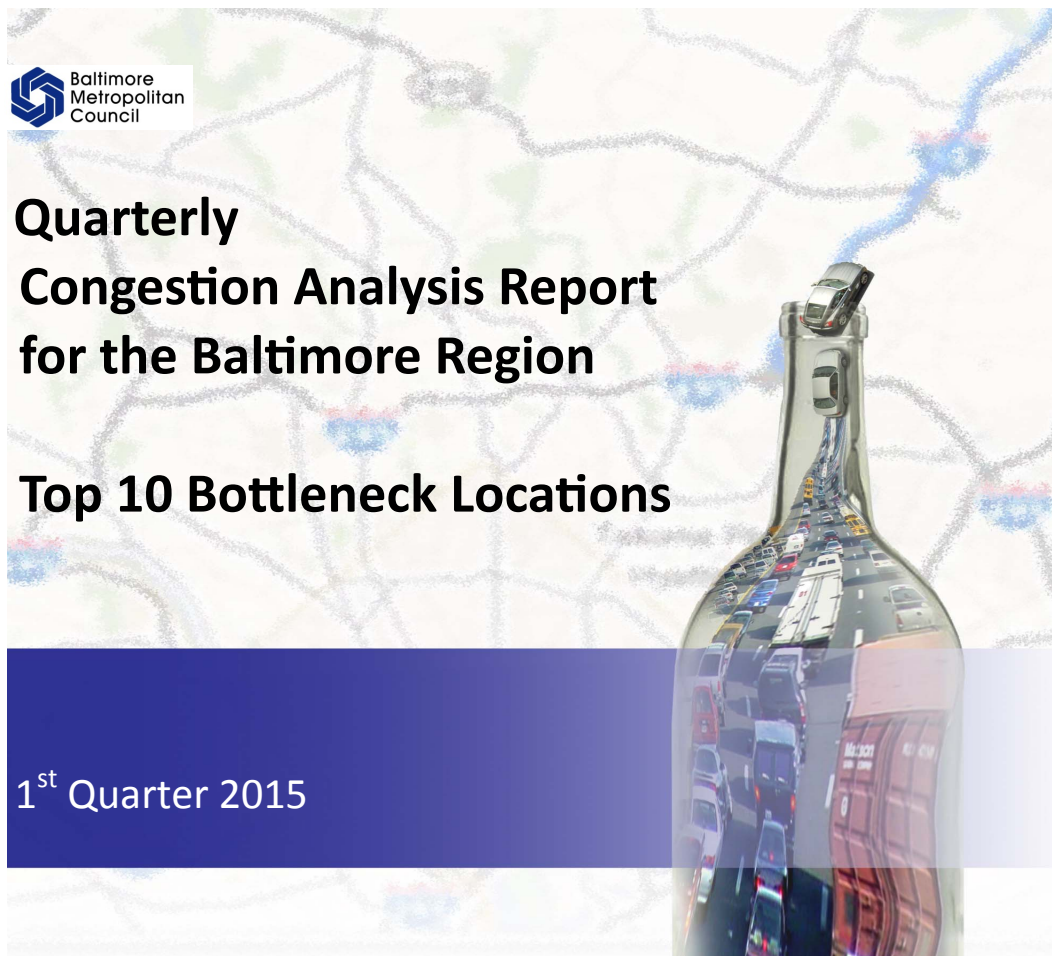 Baltimore
Metropolitan
Council
Quarterly
Congestion Analysis Report
for the Baltimore Region
Top 10 Bottleneck Locations
1st Quarter 2015